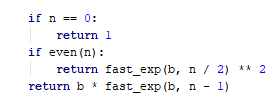 if n == 0:
    return 1
if even(n):
    return fast_exp(b, n / 2) ** 2
return b * fast_exp(b, n - 1)